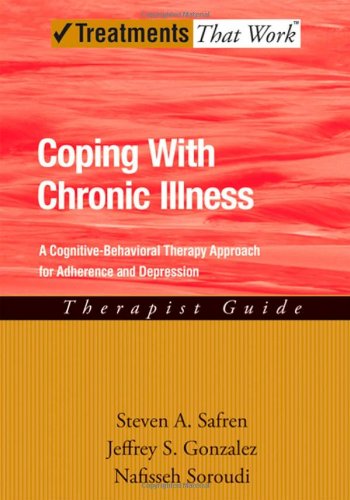 ✓Treatments That Work™
Coping With
Chronic Illness
A Cognitive-Behavioral Therapy Approach
for Adherence and Depression
Therapist Guide
Steven A. Safren
Jeffrey S. Gonzalez
Nafisseh Soroudi